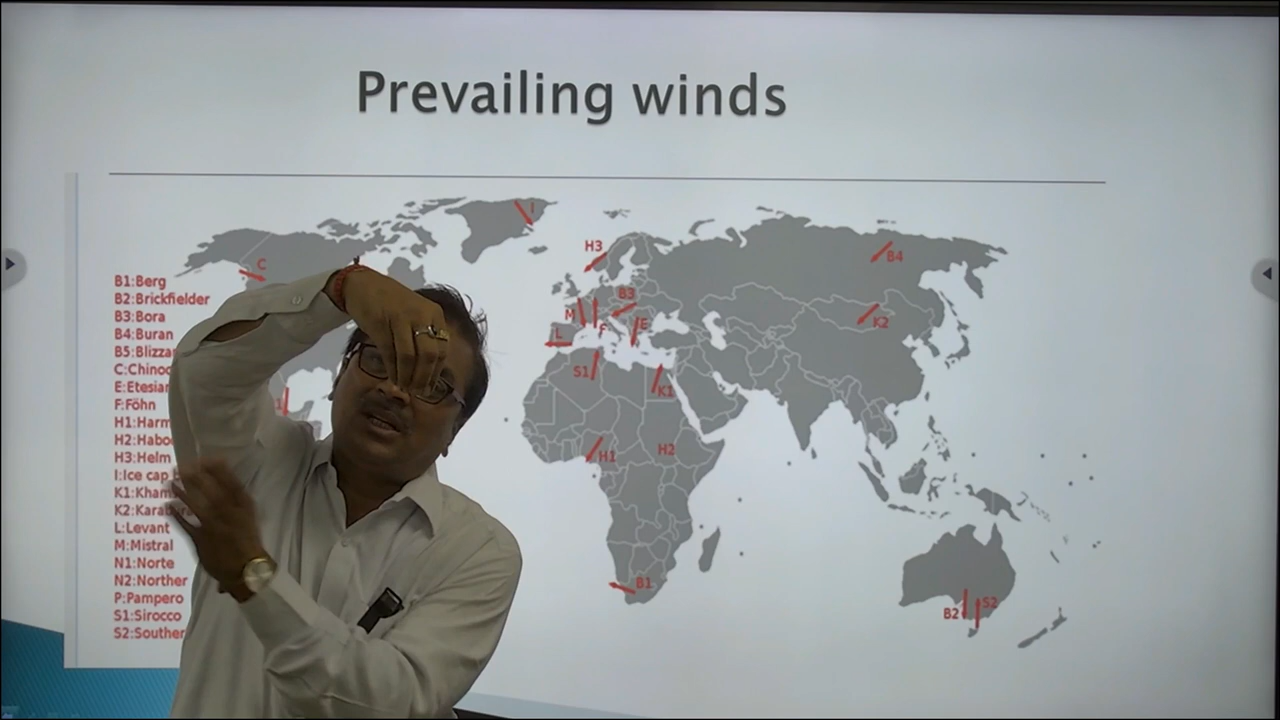 Prevailing winds
B1:Berg
B2:Brickfielder
B3:Bora
B4:Buran
B5:Blizza
C:Chinoo
E:Etesian
F:Föhn
H1:Harm
H2:Haboo
H3:Helm
I:Ice cap
K1:Kham
K2:Karabura
L:Levant
M:Mistral
N1:Norte
N2:Norther
P:Pampero
S1:Sirocco
S2:Souther
I
C
H3
B4
B3
M
F
E
K2
L
S1
K1
H1
H2
B1
B2
S2